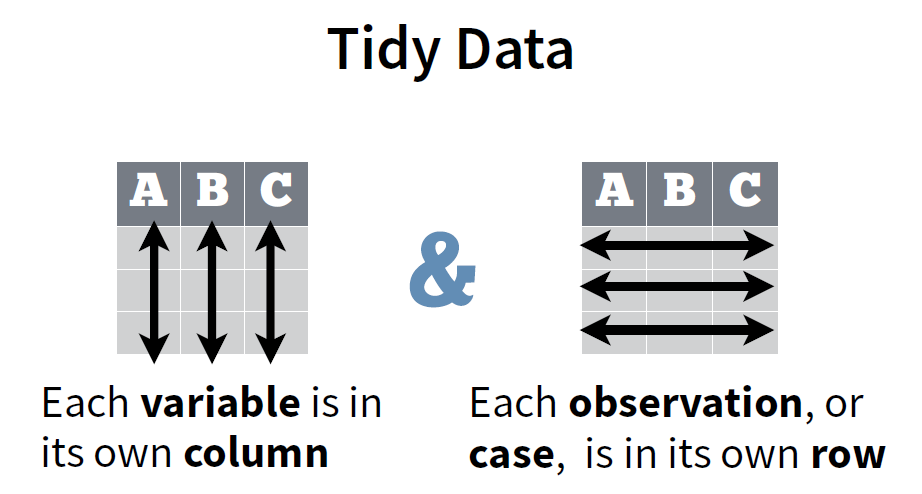 Tidy Data
A B C
&
A B C
Each variable is in
its own column
Each observation, or
case, is in its own row